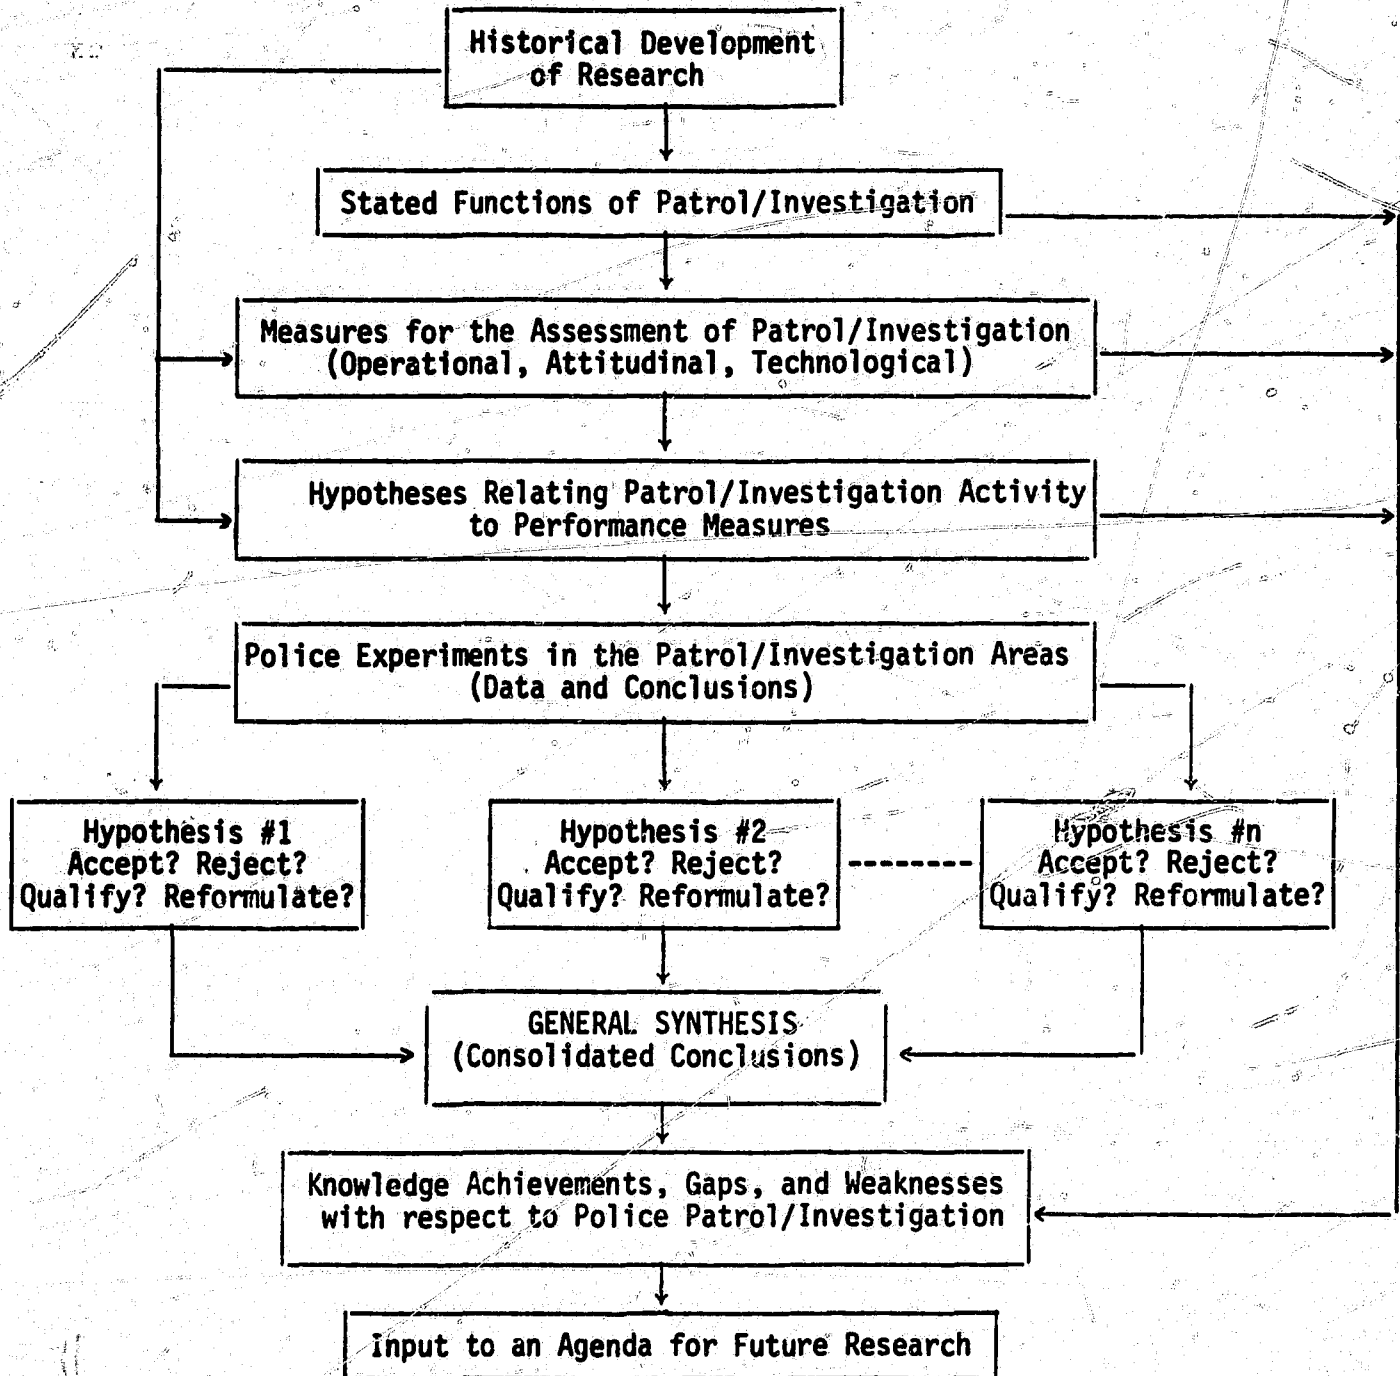 Historical Development
of Research
Stated Functions of Patrol/Investigation
Measures for the Assessment of Patrol/Investigation
(Operational, Attitudinal, Technological)
Hypotheses Relating Patrol/Investigation Activity
to Performance Measures
Police Experiments in the Patrol/Investigation Areas
(Data and Conclusions)
Hypothesis #1
Accept? Reject?
Qualify? Reformulate?
Hypothesis #2
Accept? Reject?
Qualify? Reformulate?
Hypothesis #n
Accept? Reject?
Qualify? Reformulate?
GENERAL SYNTHESIS
(Consolidated Conclusions)
Knowledge Achievements, Gaps, and Weaknesses
with respect to Police Patrol/Investigation
Input to an Agenda for Future Research